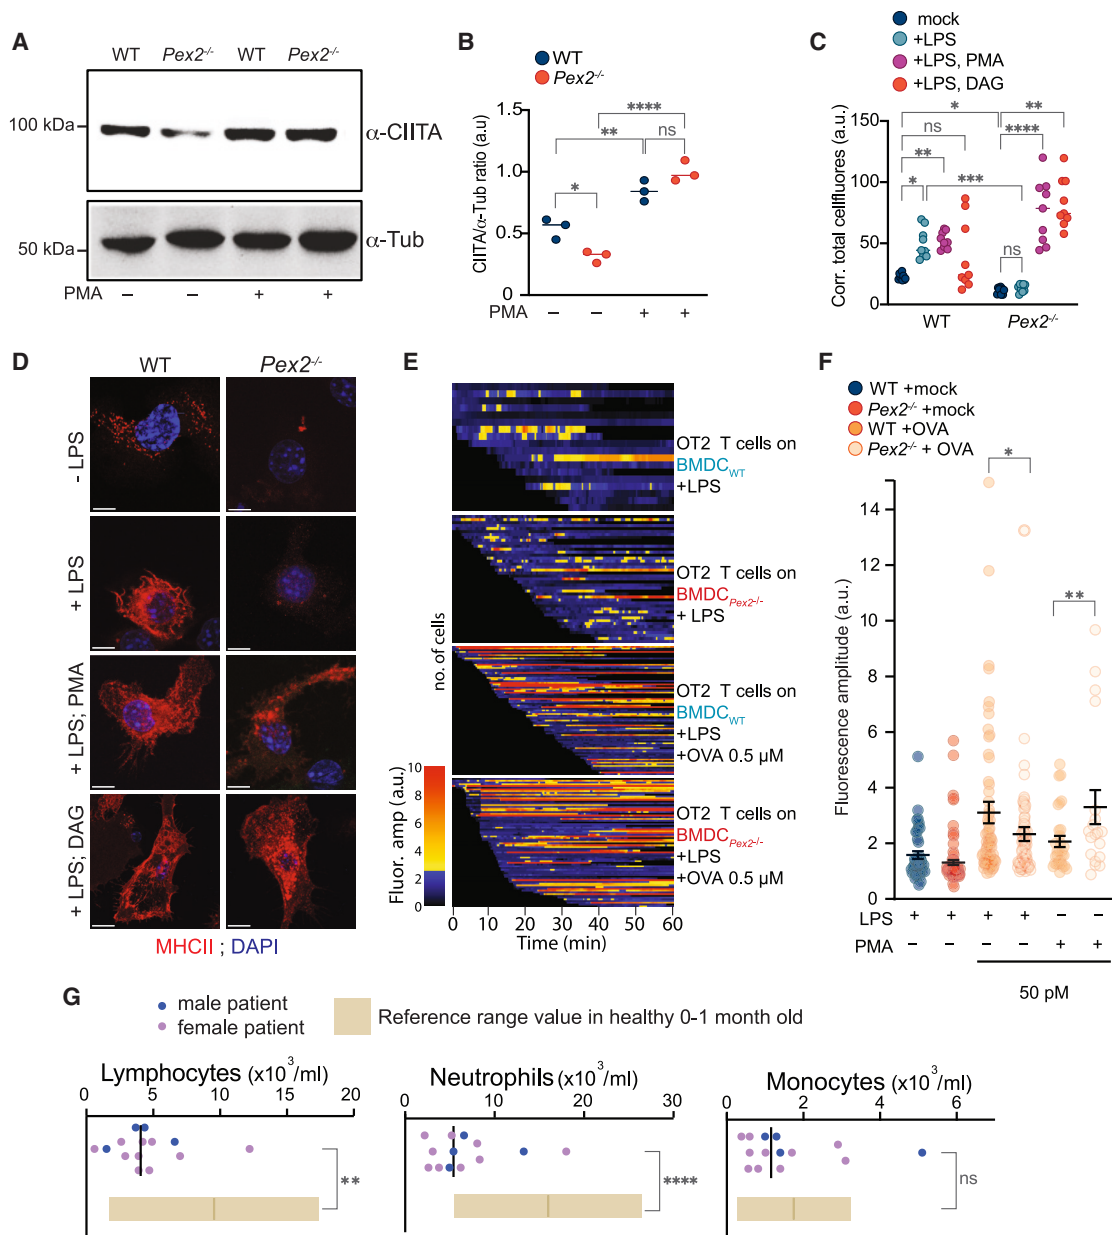 A
WT Pex2-/- WT Pex2-/-
100 kDa
α-CIITA
50 kDa
α-Tub
PMA − − + +
B
WT
Pex2-/-
CIITA/α-Tub ratio (a.u)
1.5
1.0
0.5
0
****
**
ns
*
PMA − − + +
C
mock
+LPS
+LPS, PMA
+LPS, DAG
Corr. total cellfluores (a.u.)
150
100
50
0
* **
ns ****
**
* ***
ns
WT Pex2-/-
D
WT Pex2-/-
- LPS
+ LPS
+ LPS; PMA
+ LPS; DAG
MHCII ; DAPI
E
no. of cells
Fluor. amp (a.u.)
10
8
6
4
2
0
OT2 T cells on
BMDCWT
+LPS
OT2 T cells on
BMDCPex2-/-
+ LPS
OT2 T cells on
BMDCWT
+LPS
+OVA 0.5 µM
OT2 T cells on
BMDCPex2-/-
+LPS
+OVA 0.5 µM
0 10 20 30 40 50 60
Time (min)
F
WT +mock
Pex2-/- +mock
WT +OVA
Pex2-/- + OVA
Fluorescence amplitude (a.u.)
14
12
10
8
6
4
2
0
*
**
LPS + + + + − −
PMA − − − − + +
50 pM
G
male patient
female patient
Reference range value in healthy 0-1 month old
Lymphocytes (x10³/ml)
0 5 10 15 20
**
Neutrophils (x10³/ml)
0 10 20 30
****
Monocytes (x10³/ml)
0 2 4 6
ns